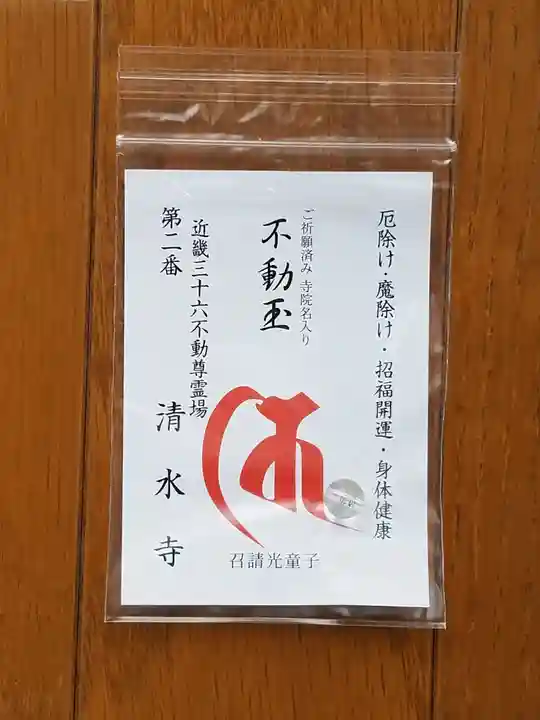 厄除け・魔除け・招福開運・身体健康
ご祈願済み 寺院名入り
不動玉
近畿三十六不動尊霊場
第二番
清水寺
召請光童子